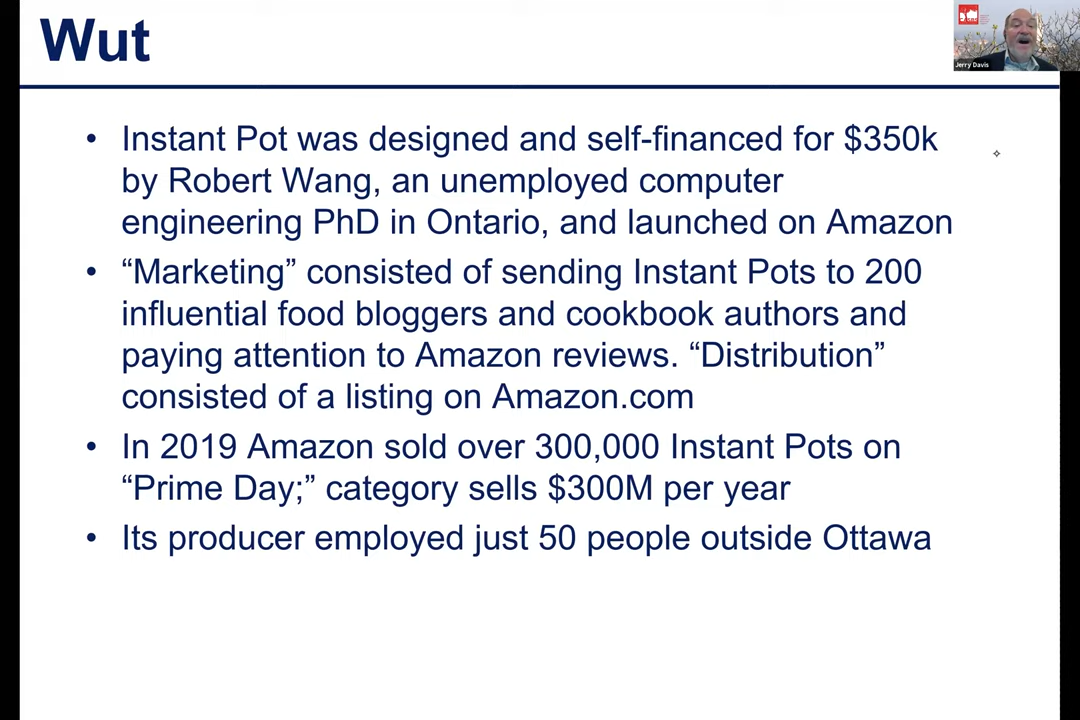 Wut
Jerry Davis
• Instant Pot was designed and self-financed for $350k
by Robert Wang, an unemployed computer
engineering PhD in Ontario, and launched on Amazon
• “Marketing” consisted of sending Instant Pots to 200
influential food bloggers and cookbook authors and
paying attention to Amazon reviews. “Distribution”
consisted of a listing on Amazon.com
• In 2019 Amazon sold over 300,000 Instant Pots on
“Prime Day;” category sells $300M per year
• Its producer employed just 50 people outside Ottawa